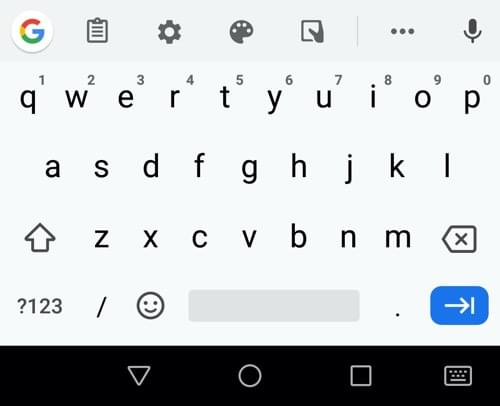 G
1 2 3 4 5 6 7 8 9 0
q w e r t y u i o p
a s d f g h j k l
z x c v b n m
?123 / .